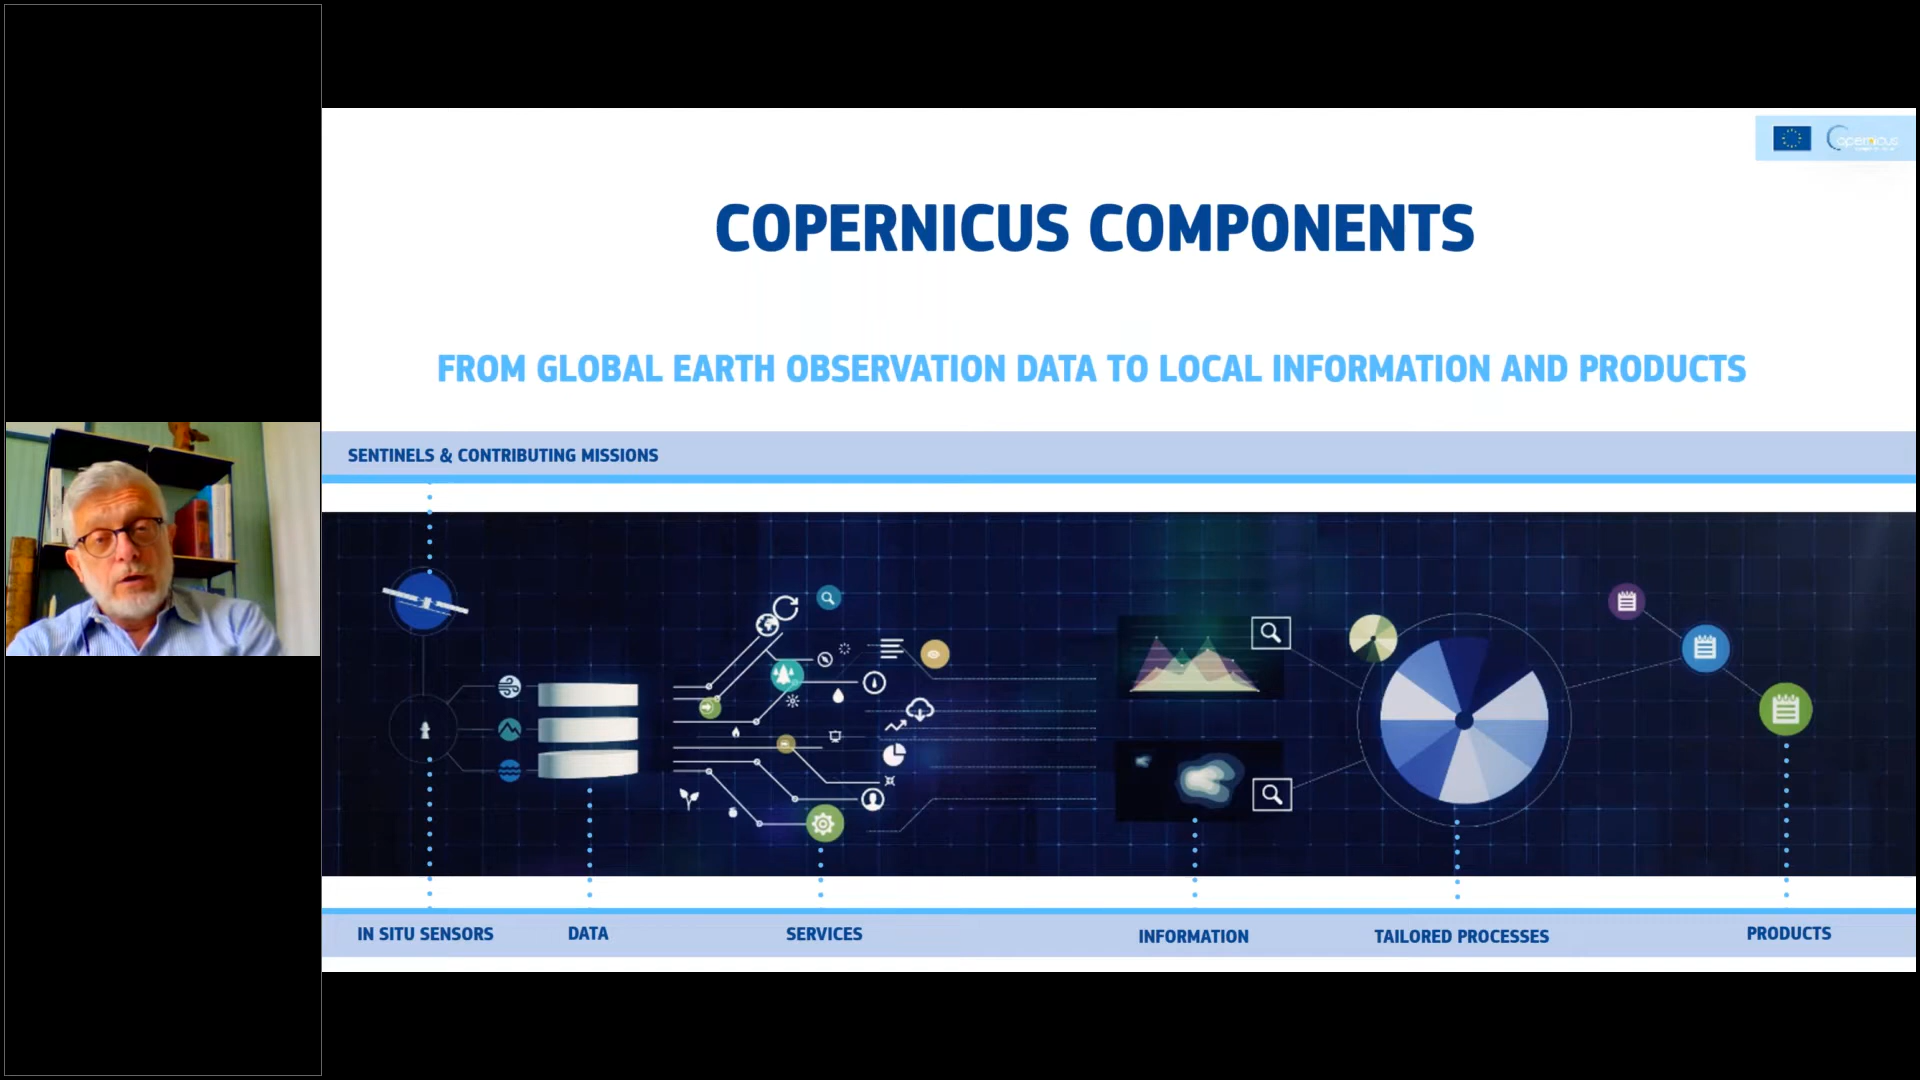 opernicus
COPERNICUS COMPONENTS
FROM GLOBAL EARTH OBSERVATION DATA TO LOCAL INFORMATION AND PRODUCTS
SENTINELS & CONTRIBUTING MISSIONS
IN SITU SENSORS
DATA
SERVICES
INFORMATION
TAILORED PROCESSES
PRODUCTS